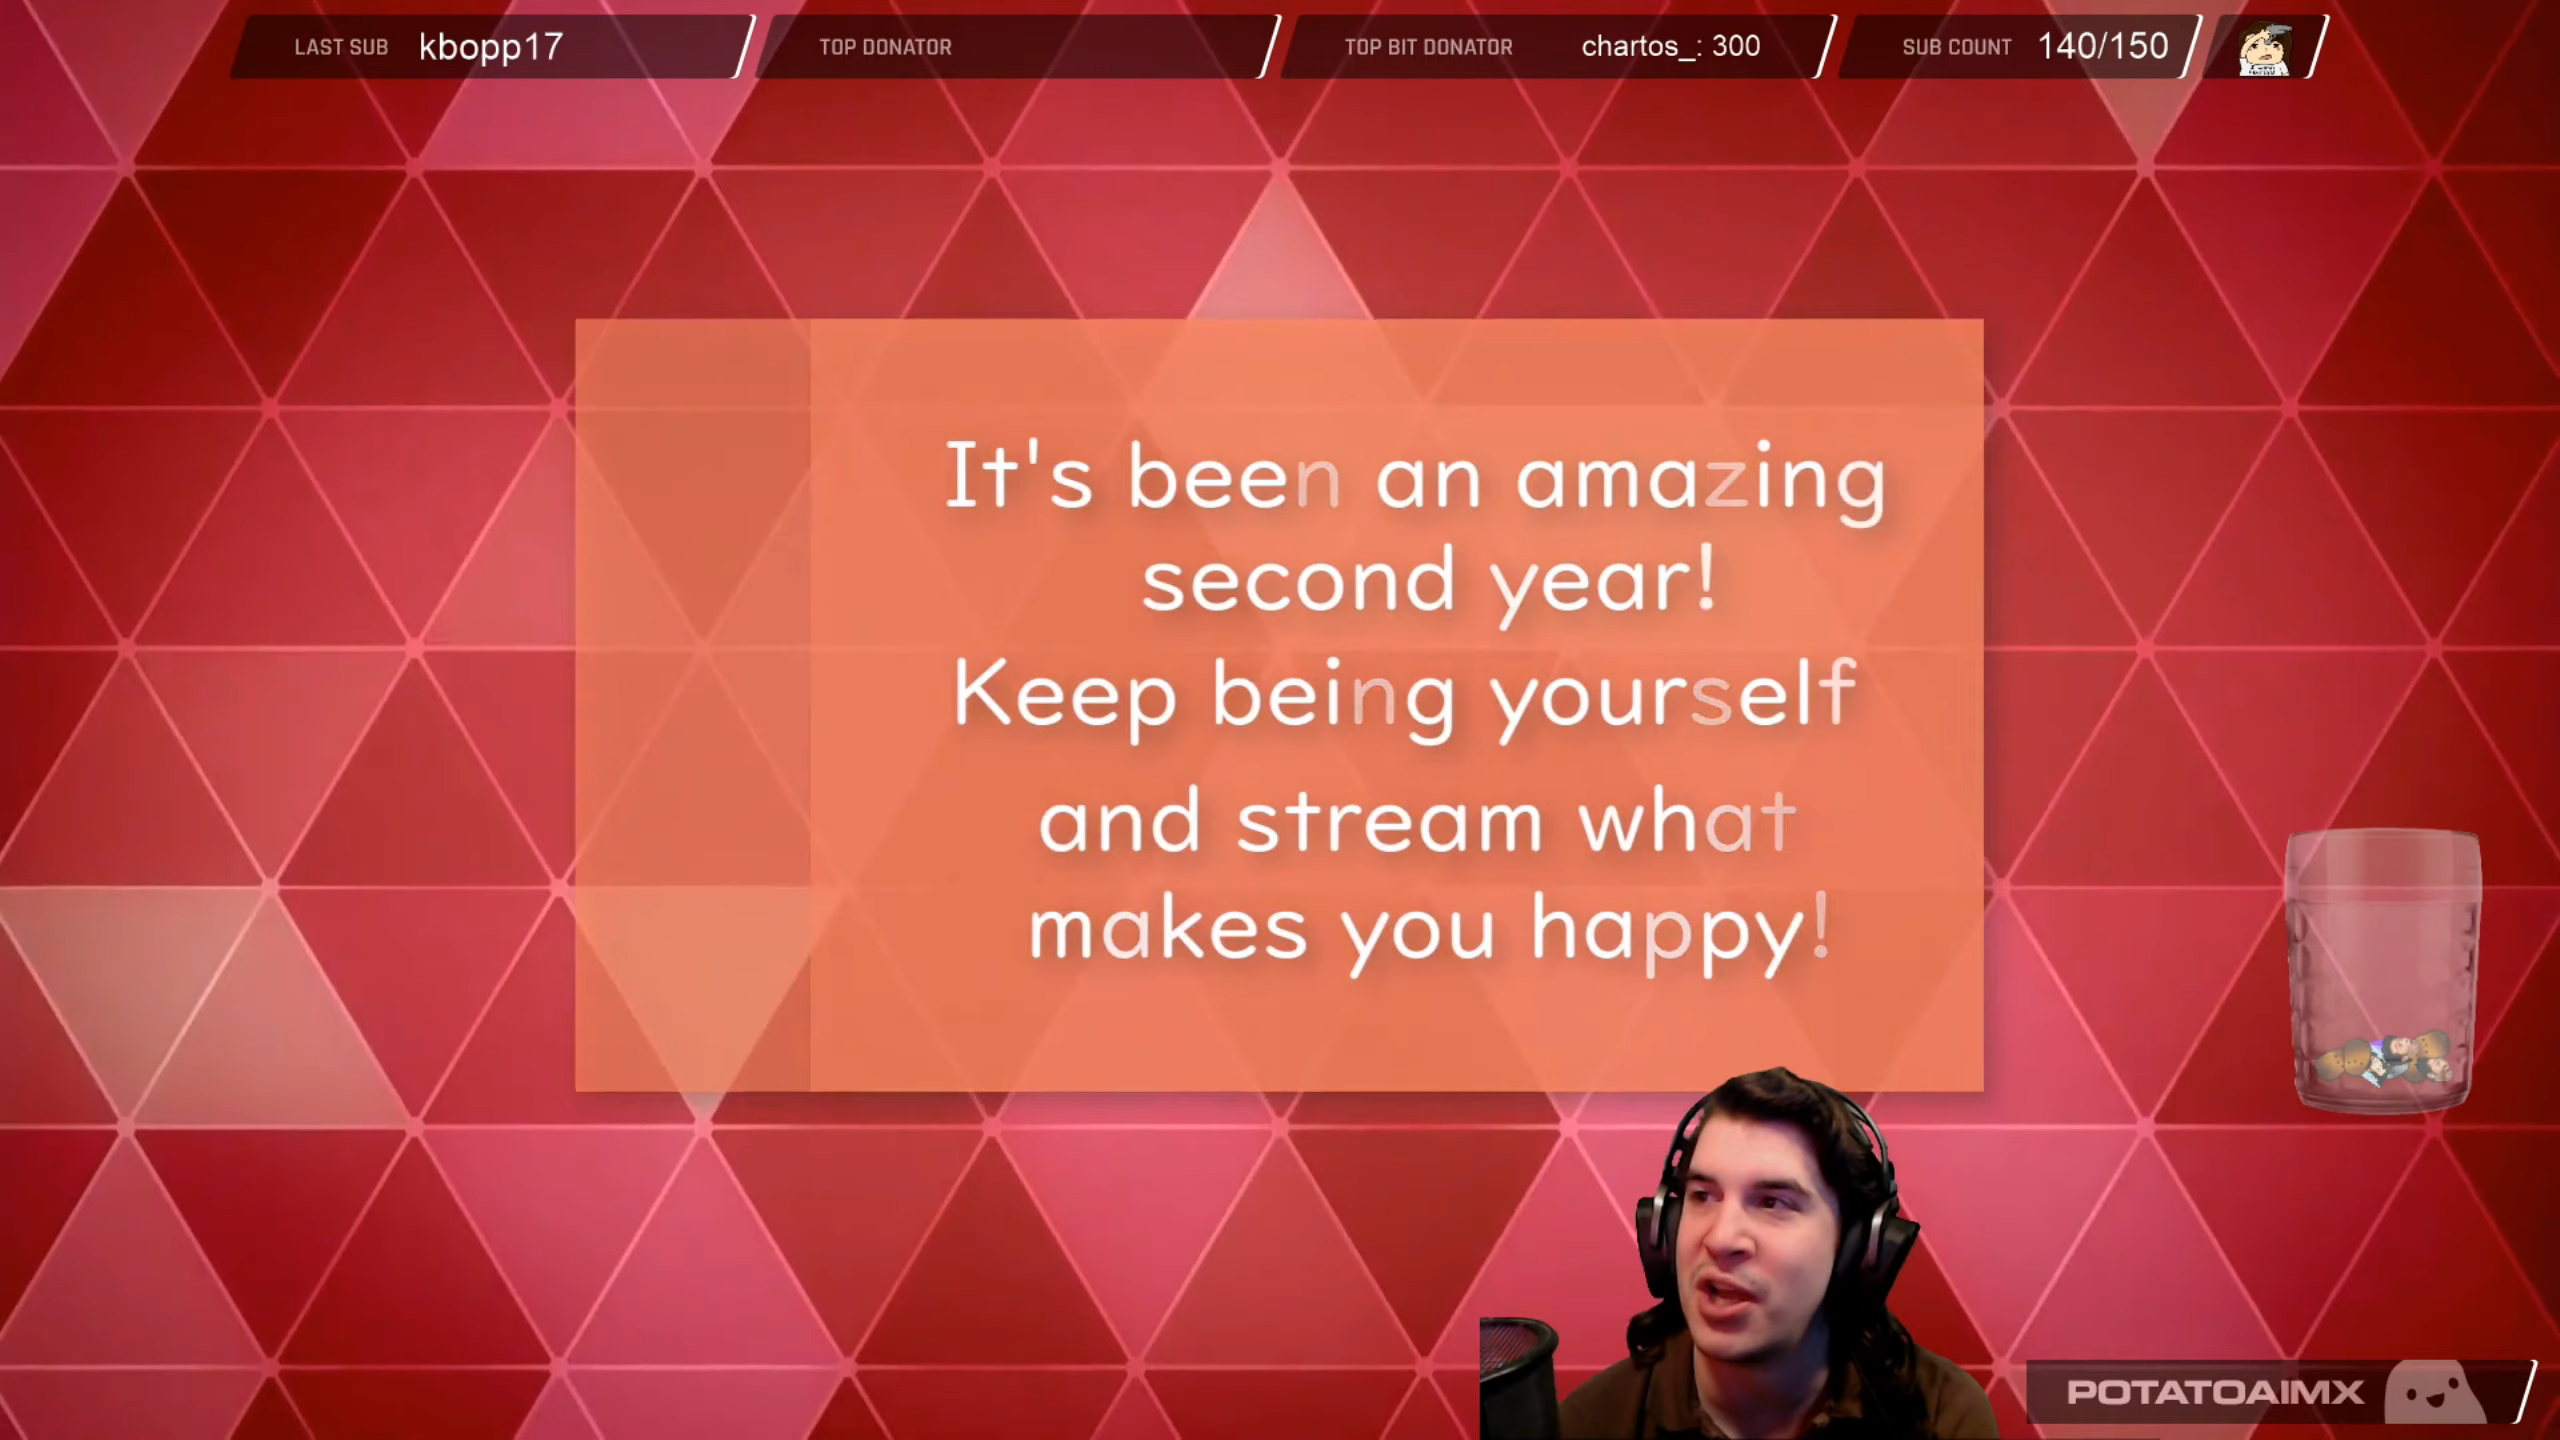 LAST SUB kbopp17 TOP DONATOR TOP BIT DONATOR chartos_: 300 SUB COUNT 140/150
It's been an amazing
second year!
Keep being yourself
and stream what
makes you happy!
POTATOAIMX